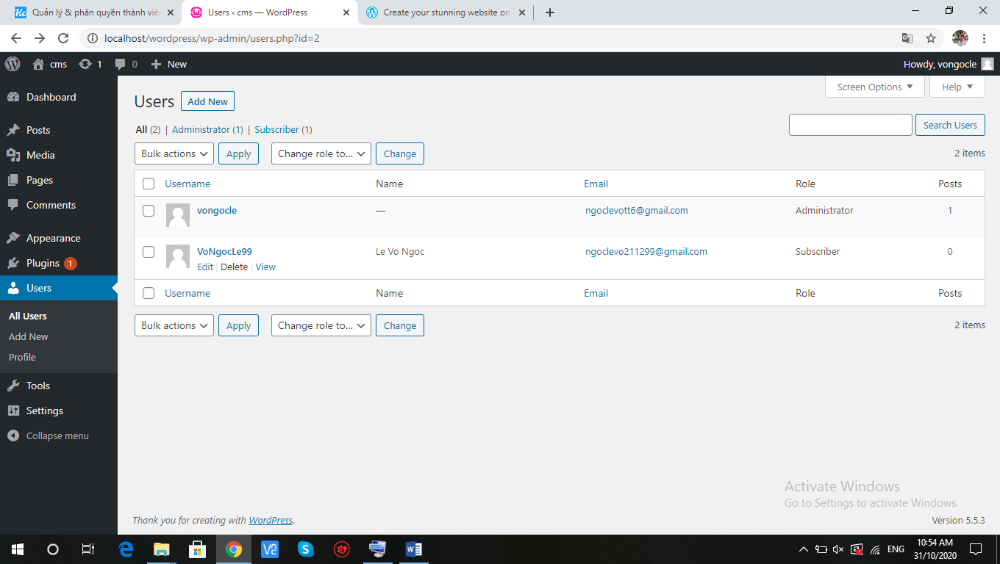 Quản lý & phân quyền thành viê
Users ‹ cms — WordPress
Create your stunning website on
localhost/wordpress/wp-admin/users.php?id=2
cms 1 0 New
Howdy, vongocle
Screen Options Help
Dashboard
Posts
Media
Pages
Comments
Appearance
Plugins 1
Users
All Users
Add New
Profile
Tools
Settings
Collapse menu
Users Add New
All (2) | Administrator (1) | Subscriber (1)
Search Users
Bulk actions Apply Change role to... Change
2 items
Username Name Email Role Posts
vongocle — ngoclevott6@gmail.com Administrator 1
VoNgocLe99 Le Vo Ngoc ngoclevo211299@gmail.com Subscriber 0
Edit | Delete | View
Username Name Email Role Posts
Bulk actions Apply Change role to... Change
2 items
Activate Windows
Go to Settings to activate Windows.
Thank you for creating with WordPress.
Version 5.5.3
ENG
10:54 AM
31/10/2020